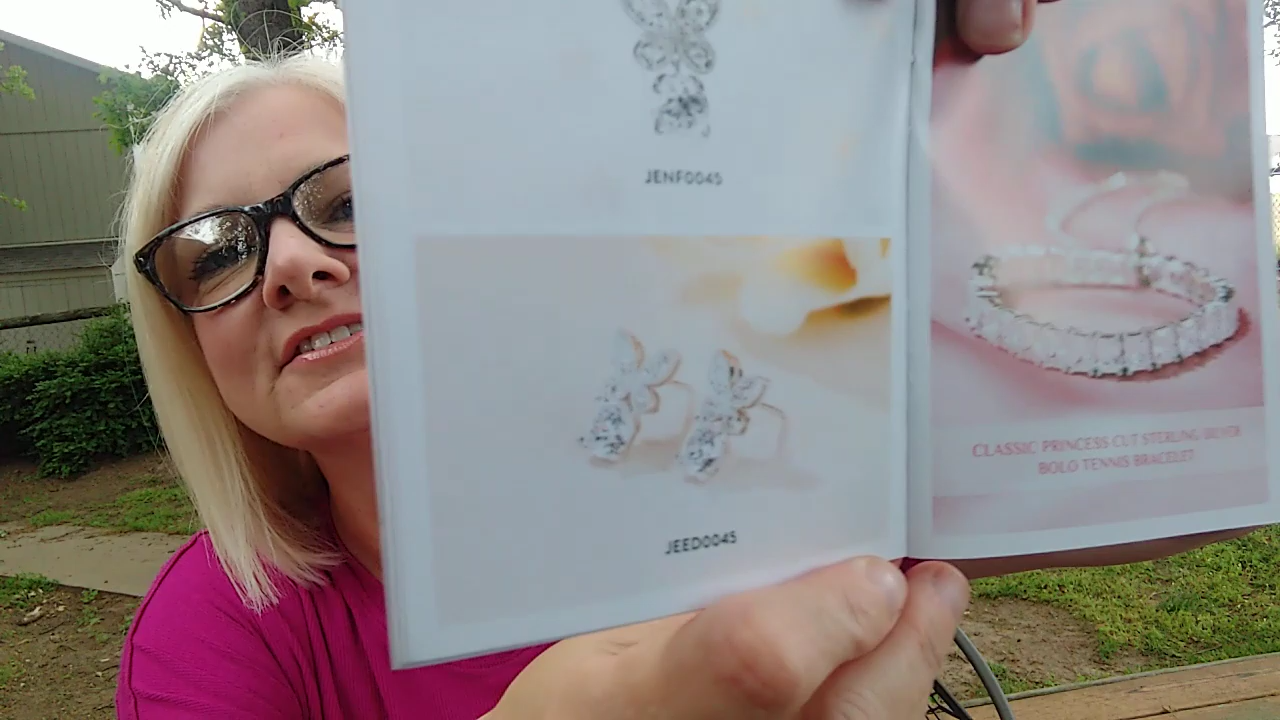 JENF0045
JEED0045
CLASSIC PRINCESS CUT STERLING SILVER
BOLO TENNIS BRACELET